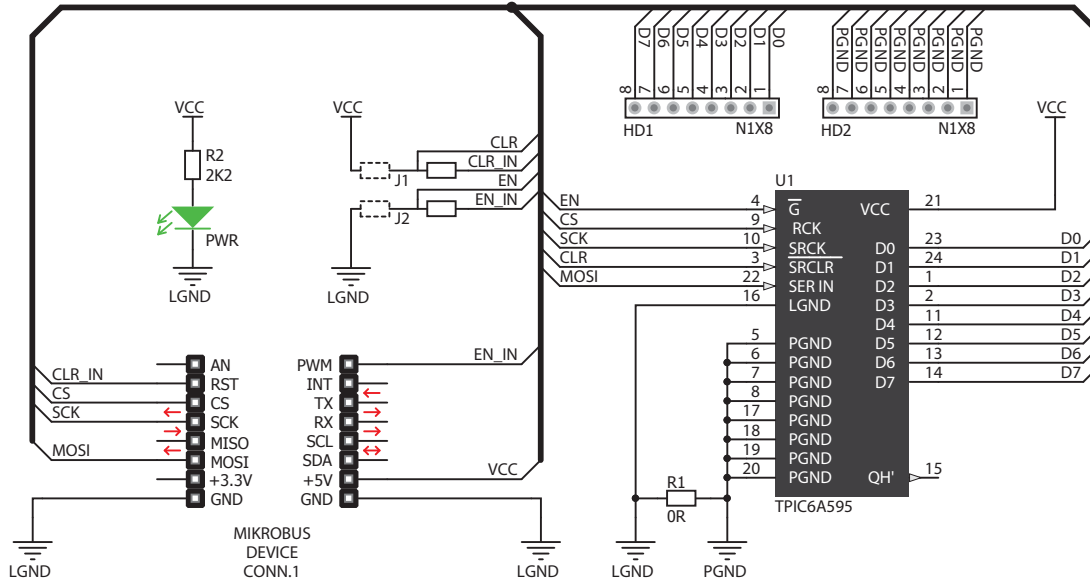 D7
D6
D5
D4
D3
D2
D1
D0
8
7
6
5
4
3
2
1
HD1
N1X8
PGND
PGND
PGND
PGND
PGND
PGND
PGND
PGND
8
7
6
5
4
3
2
1
HD2
N1X8
VCC
R2
2K2
PWR
LGND
VCC
CLR
CLR_IN
J1
EN
EN_IN
J2
LGND
VCC
U1
EN
4
G
VCC
21
CS
9
RCK
SCK
10
SRCK
D0
23
D0
CLR
3
SRCLR
D1
24
D1
MOSI
22
SER IN
D2
1
D2
16
LGND
D3
2
D3
D4
11
D4
5
PGND
D5
12
D5
6
PGND
D6
13
D6
7
PGND
D7
14
D7
8
PGND
17
PGND
18
PGND
19
PGND
20
PGND
QH'
15
TPIC6A595
R1
0R
LGND
PGND
AN
CLR_IN
RST
CS
CS
SCK
SCK
MISO
MOSI
MOSI
+3.3V
GND
LGND
PWM
EN_IN
INT
TX
RX
SCL
SDA
+5V
VCC
GND
LGND
MIKROBUS
DEVICE
CONN.1